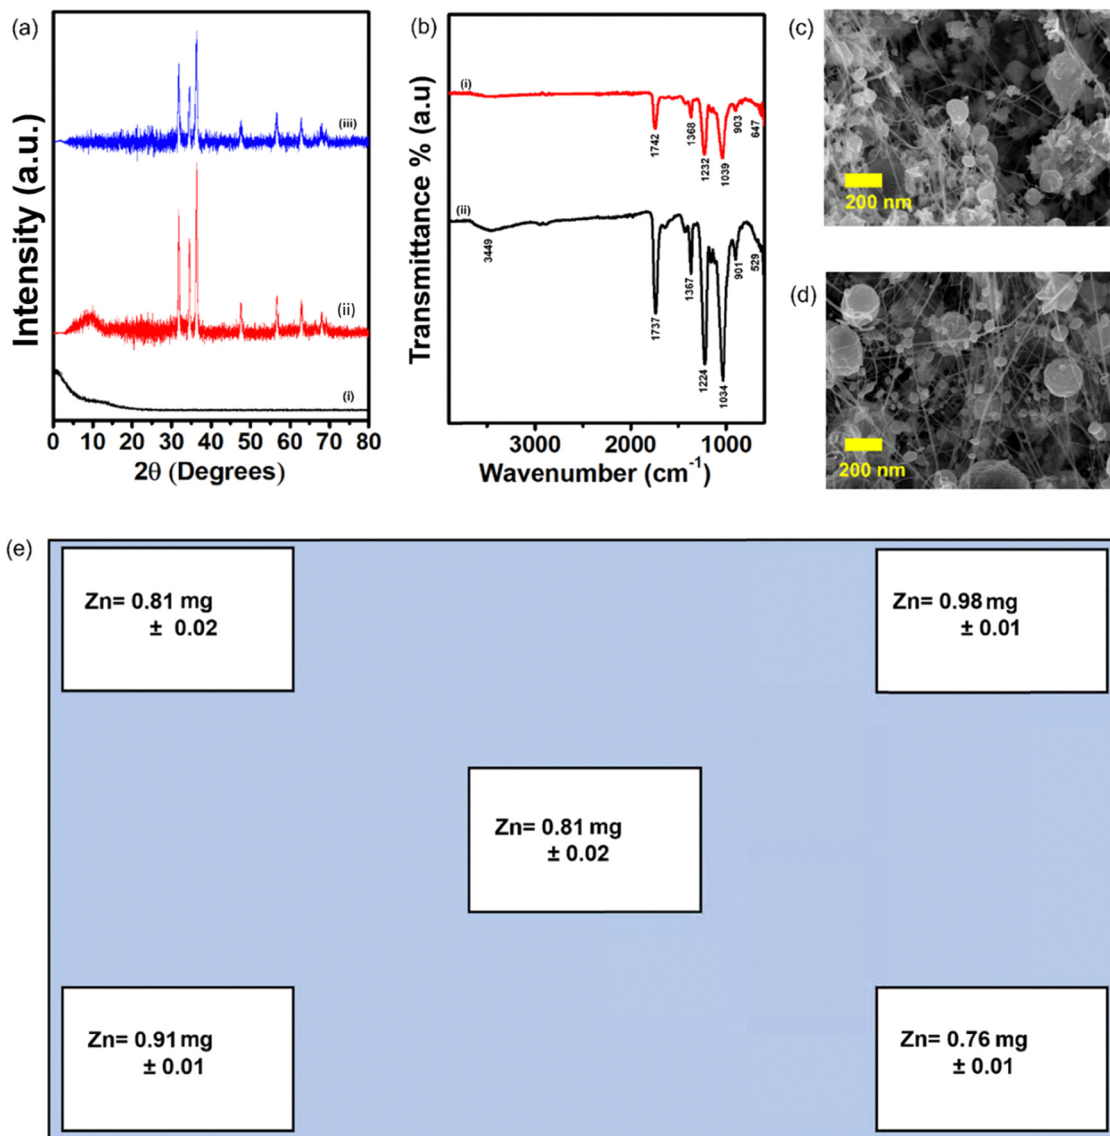 (a)
Intensity (a.u.)
(iii)
(ii)
(i)
0 10 20 30 40 50 60 70 80
2θ (Degrees)
(b)
Transmittance % (a.u)
(i)
1742
1368
1232
1039
903
647
(ii)
3449
1737
1367
1224
1034
901
529
3000 2000 1000
Wavenumber (cm⁻¹)
(c)
200 nm
(d)
200 nm
(e)
Zn= 0.81 mg
± 0.02
Zn= 0.98 mg
± 0.01
Zn= 0.81 mg
± 0.02
Zn= 0.91 mg
± 0.01
Zn= 0.76 mg
± 0.01